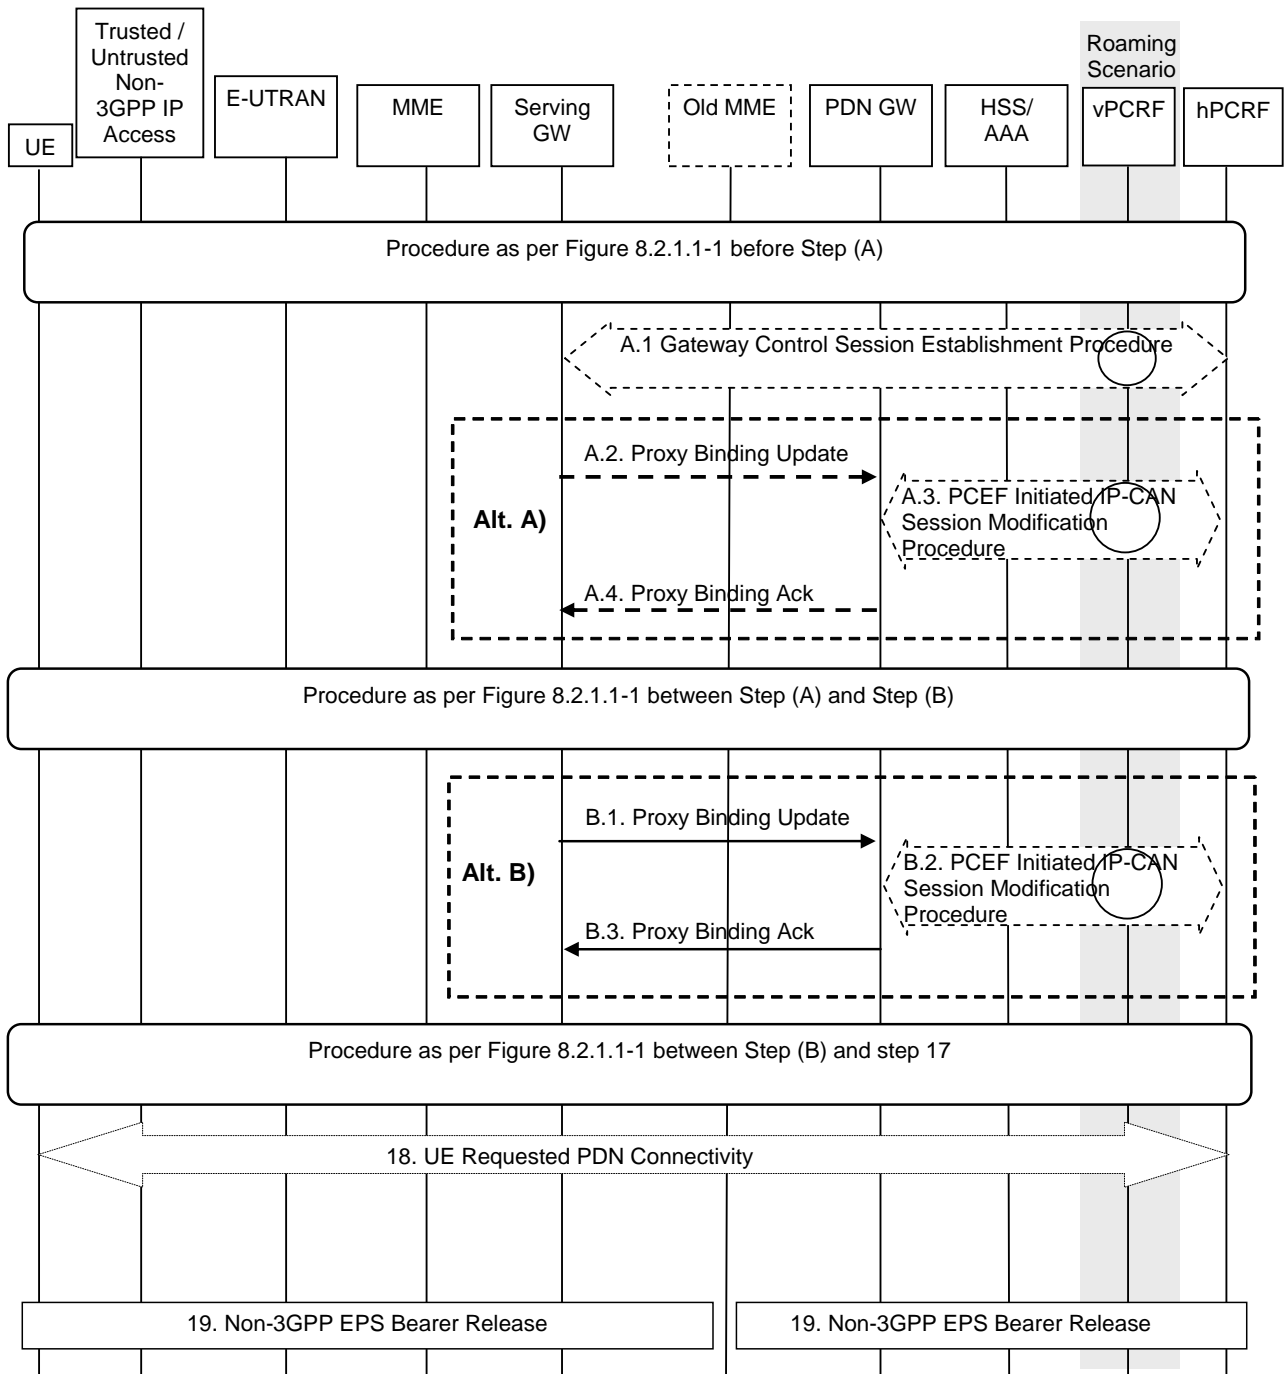 Trusted /
Untrusted
Non-
3GPP IP
Access
Roaming
Scenario
UE
E-UTRAN
MME
Serving
GW
Old MME
PDN GW
HSS/
AAA
vPCRF
hPCRF
Procedure as per Figure 8.2.1.1-1 before Step (A)
A.1 Gateway Control Session Establishment Procedure
A.2. Proxy Binding Update
Alt. A)
A.3. PCEF Initiated IP-CAN
Session Modification
Procedure
A.4. Proxy Binding Ack
Procedure as per Figure 8.2.1.1-1 between Step (A) and Step (B)
B.1. Proxy Binding Update
Alt. B)
B.2. PCEF Initiated IP-CAN
Session Modification
Procedure
B.3. Proxy Binding Ack
Procedure as per Figure 8.2.1.1-1 between Step (B) and step 17
18. UE Requested PDN Connectivity
19. Non-3GPP EPS Bearer Release
19. Non-3GPP EPS Bearer Release